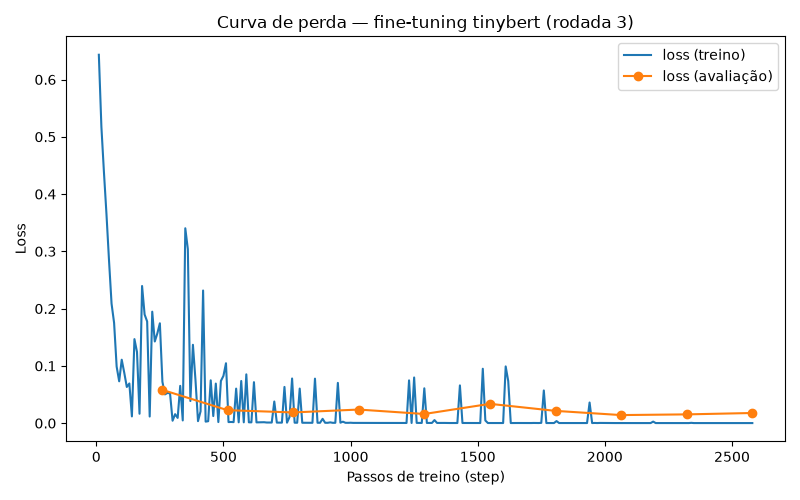 Curva de perda — fine-tuning tinybert (rodada 3)
loss (treino)
loss (avaliação)
Loss
0.6
0.5
0.4
0.3
0.2
0.1
0.0
0
500
1000
1500
2000
2500
Passos de treino (step)